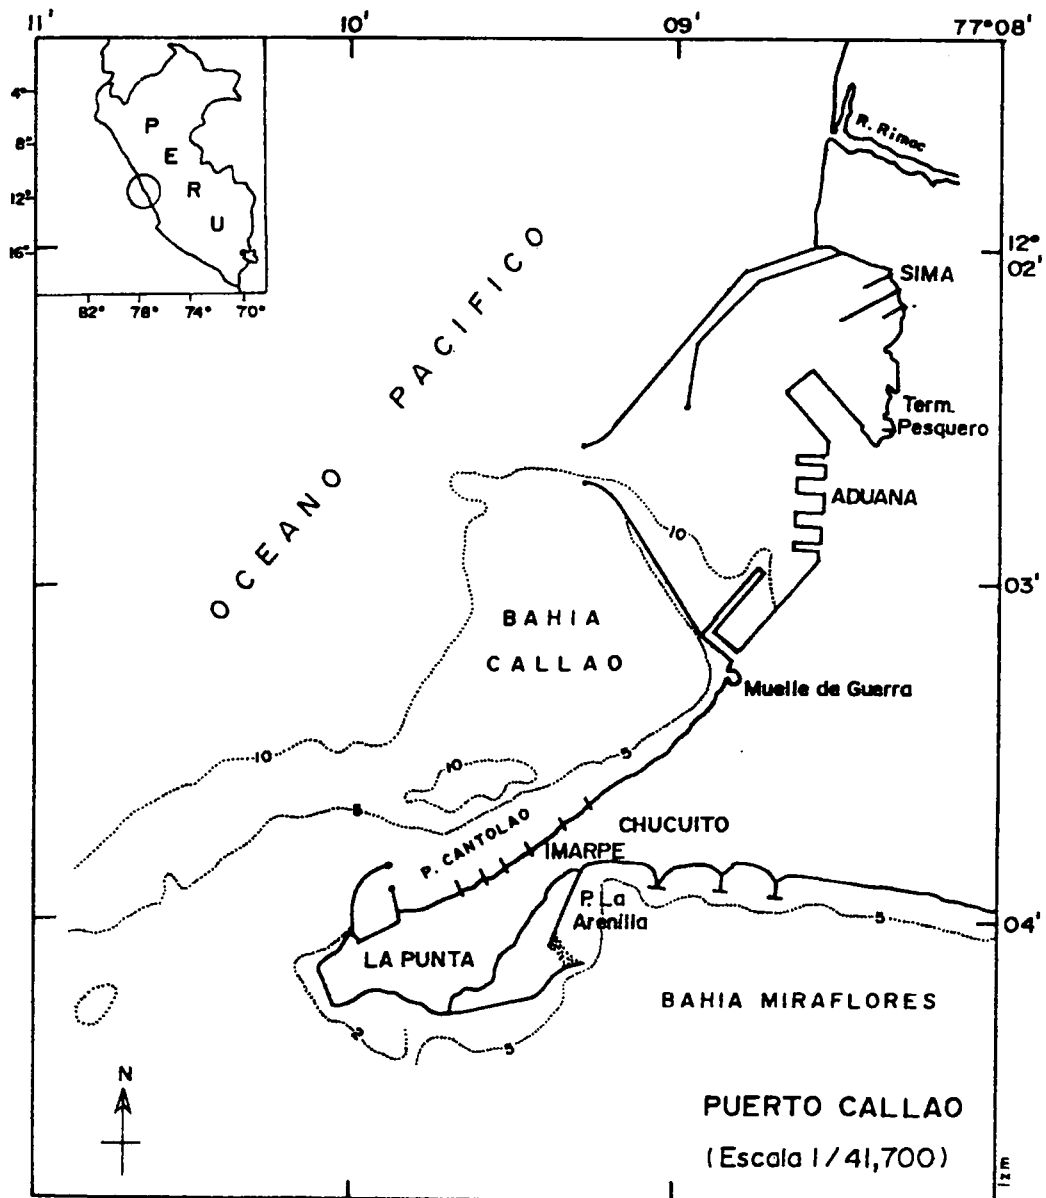 11' 10' 09' 77°08'
4°
8°
12°
16°
P E R U
82° 78° 74° 70°
R. Rimac
12°
02'
SIMA
OCEANO PACIFICO
Term.
Pesquero
ADUANA
10
03'
BAHIA
CALLAO
Muelle de Guerra
10
10
5
5
P. CANTOLAO
CHUCUITO
IMARPE
P. La
Arenilla
5
04'
LA PUNTA
BAHIA MIRAFLORES
2
5
N
PUERTO CALLAO
(Escala 1/41,700)